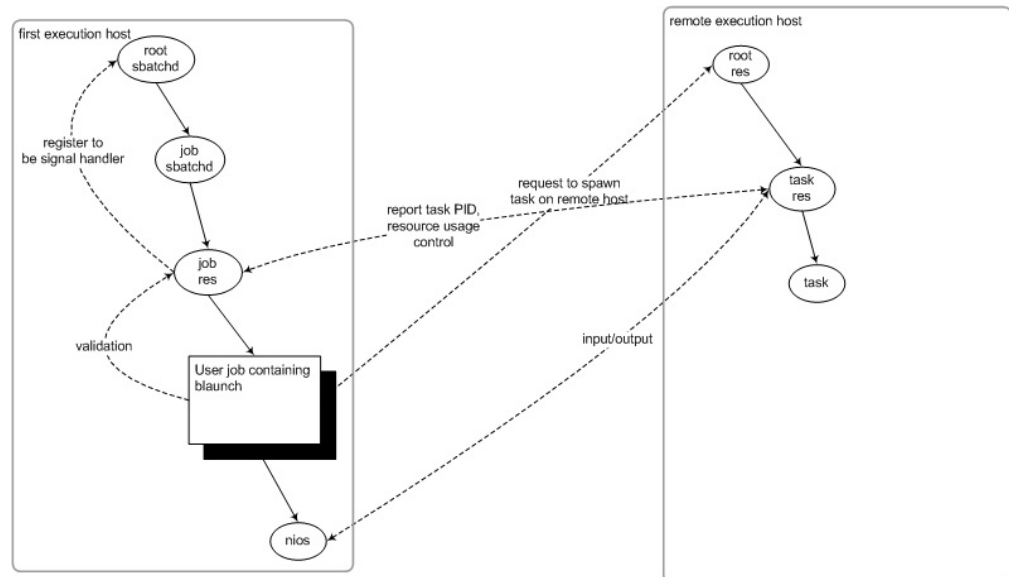 first execution host
root
sbatchd
register to
be signal handler
job
sbatchd
job
res
validation
User job containing
blaunch
nios
report task PID,
resource usage
control
request to spawn
task on remote host
input/output
remote execution host
root
res
task
res
task